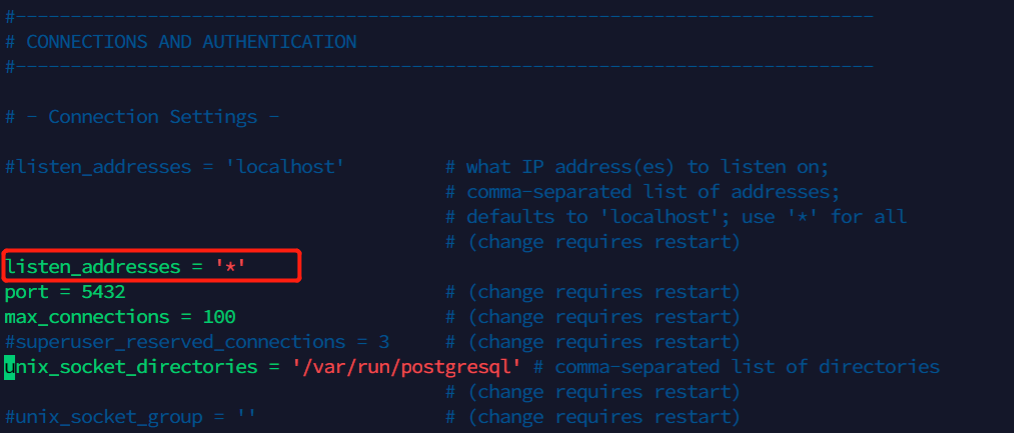 #------------------------------------------------------------------------------
# CONNECTIONS AND AUTHENTICATION
#------------------------------------------------------------------------------
# - Connection Settings -
#listen_addresses = 'localhost'         # what IP address(es) to listen on;
                                        # comma-separated list of addresses;
                                        # defaults to 'localhost'; use '*' for all
                                        # (change requires restart)
listen_addresses = '*'
port = 5432                             # (change requires restart)
max_connections = 100                   # (change requires restart)
#superuser_reserved_connections = 3     # (change requires restart)
unix_socket_directories = '/var/run/postgresql' # comma-separated list of directories
                                        # (change requires restart)
#unix_socket_group = ''                 # (change requires restart)